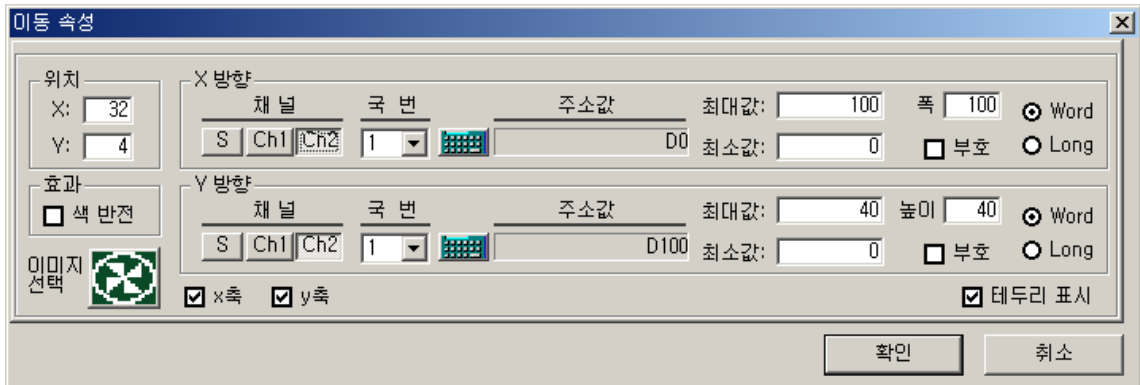 이동 속성
위치
X: 32
Y: 4
X 방향
채 널 국 번 주소값 최대값: 100 폭 100 Word
S Ch1 Ch2 1 D0 최소값: 0 부호 Long
효과
색 반전
Y 방향
채 널 국 번 주소값 최대값: 40 높이 40 Word
S Ch1 Ch2 1 D100 최소값: 0 부호 Long
이미지
선택
x축 y축 테두리 표시
확인 취소